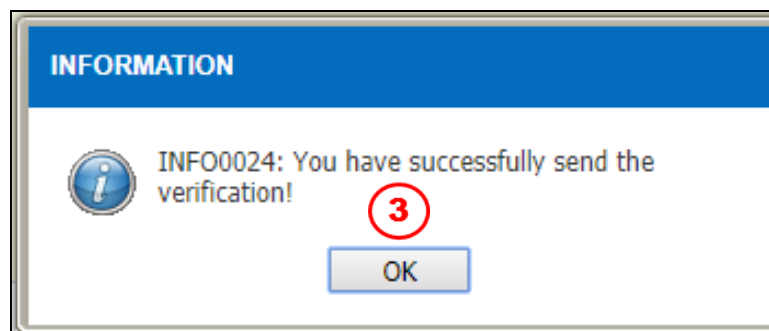 INFORMATION
INFO0024: You have successfully send the
verification!
3
OK